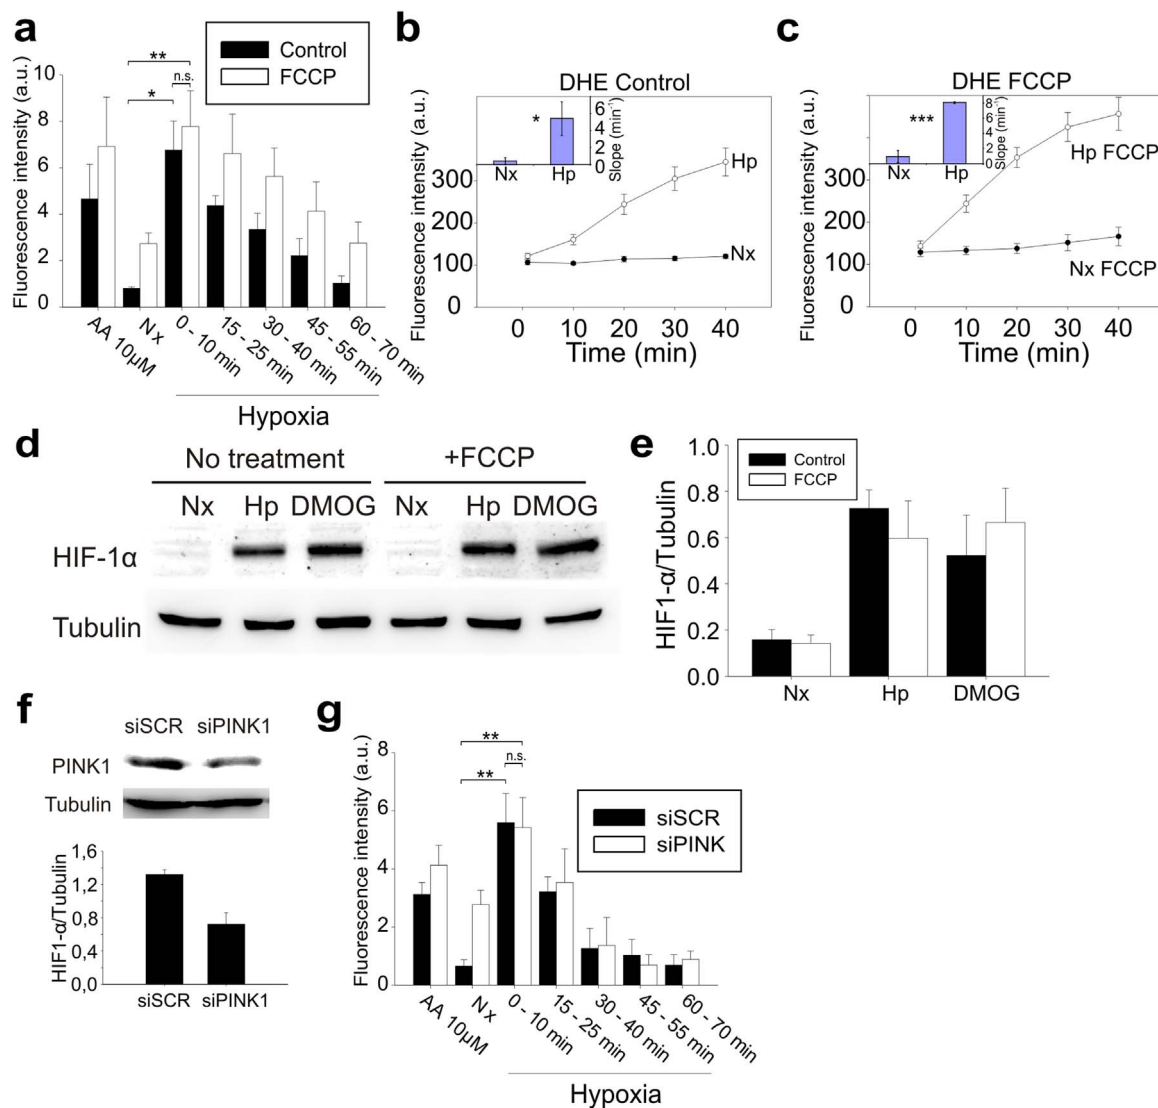 a
Control
FCCP
Fluorescence intensity (a.u.)
10
8
6
4
2
0
**
n.s.
*
AA 10µM
Nx
0 - 10 min
15 - 25 min
30 - 40 min
45 - 55 min
60 - 70 min
Hypoxia
b
DHE Control
Fluorescence intensity (a.u.)
300
200
100
0
*
Nx
Hp
6
4
2
0
Slope (min-1)
Hp
Nx
0 10 20 30 40
Time (min)
c
DHE FCCP
Fluorescence intensity (a.u.)
300
200
100
0
***
Nx
Hp
8
6
4
2
0
Slope (min-1)
Hp FCCP
Nx FCCP
0 10 20 30 40
Time (min)
d
No treatment +FCCP
Nx Hp DMOG Nx Hp DMOG
HIF-1α
Tubulin
e
Control
FCCP
HIF1-α/Tubulin
1.0
0.8
0.6
0.4
0.2
0.0
Nx Hp DMOG
f
siSCR siPINK1
PINK1
Tubulin
HIF1-α/Tubulin
1,6
1,2
0,8
0,4
0,0
siSCR siPINK1
g
Fluorescence intensity (a.u.)
8
6
4
2
0
**
n.s.
**
siSCR
siPINK
AA 10µM
Nx
0 - 10 min
15 - 25 min
30 - 40 min
45 - 55 min
60 - 70 min
Hypoxia